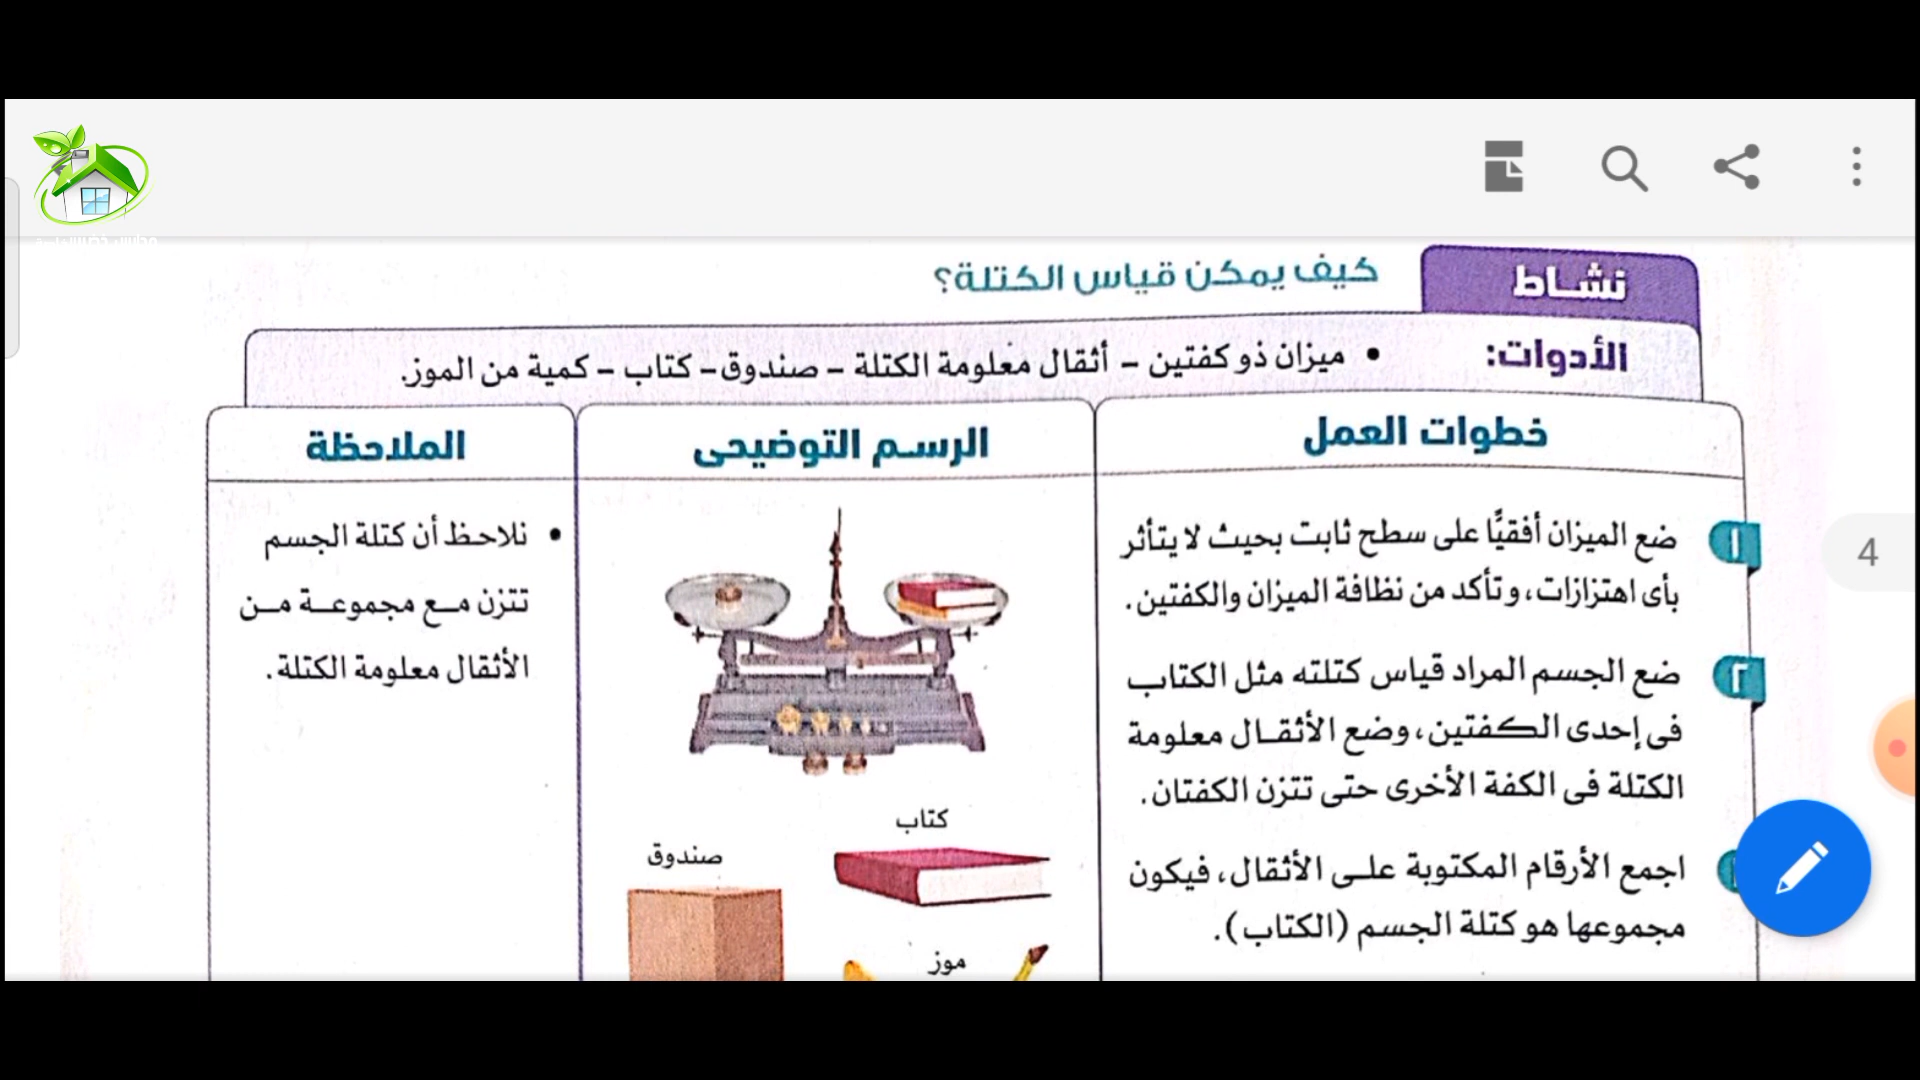 نشاط
كيف يمكن قياس الكتلة؟
الأدوات:
• ميزان ذو كفتين – أثقال معلومة الكتلة – صندوق– كتاب – كمية من الموز.
خطوات العمل
الرسم التوضيحى
الملاحظة
١ ضع الميزان أفقيًّا على سطح ثابت بحيث لا يتأثر
بأى اهتزازات، وتأكد من نظافة الميزان والكفتين.
٢ ضع الجسم المراد قياس كتلته مثل الكتاب
فى إحدى الكفتين، وضع الأثقال معلومة
الكتلة فى الكفة الأخرى حتى تتزن الكفتان.
اجمع الأرقام المكتوبة على الأثقال، فيكون
مجموعها هو كتلة الجسم (الكتاب).
كتاب
صندوق
موز
• نلاحظ أن كتلة الجسم
تتزن مع مجموعة من
الأثقال معلومة الكتلة.
4